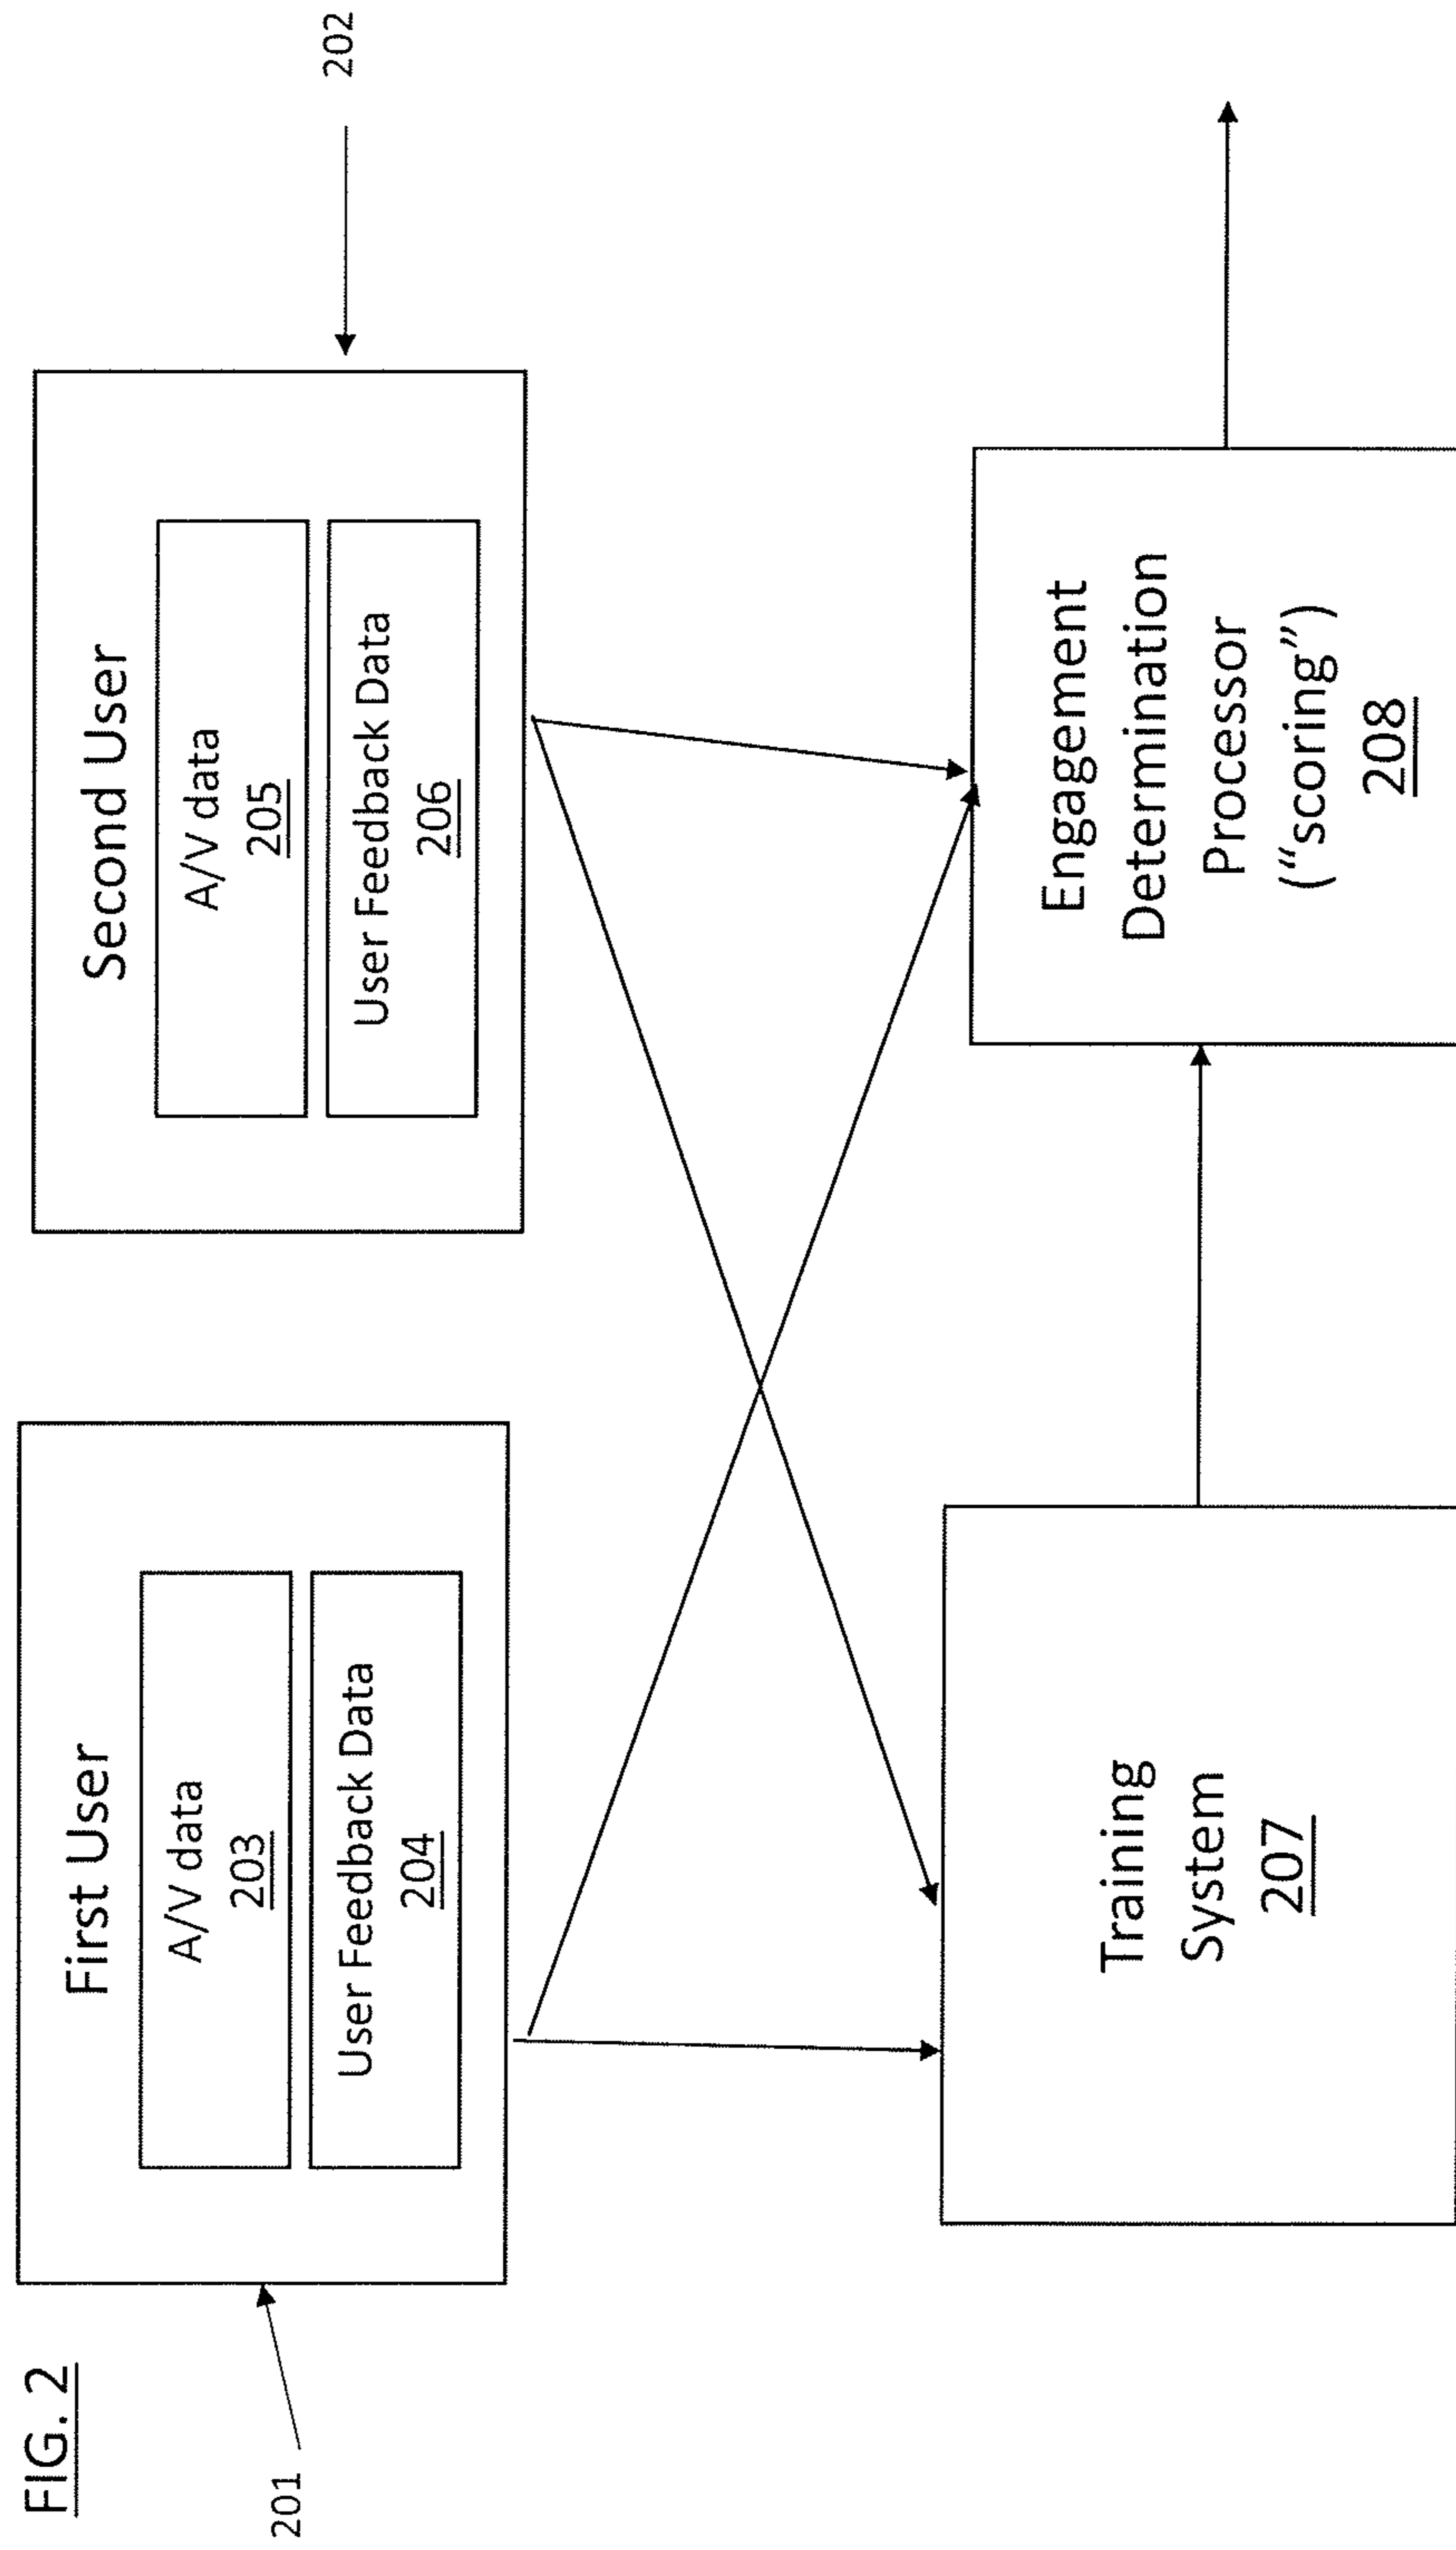 FIG. 2
201
First User
A/V data
203
User Feedback Data
204
Second User
A/V data
205
User Feedback Data
206
202
Training
System
207
Engagement
Determination
Processor
(“scoring”)
208